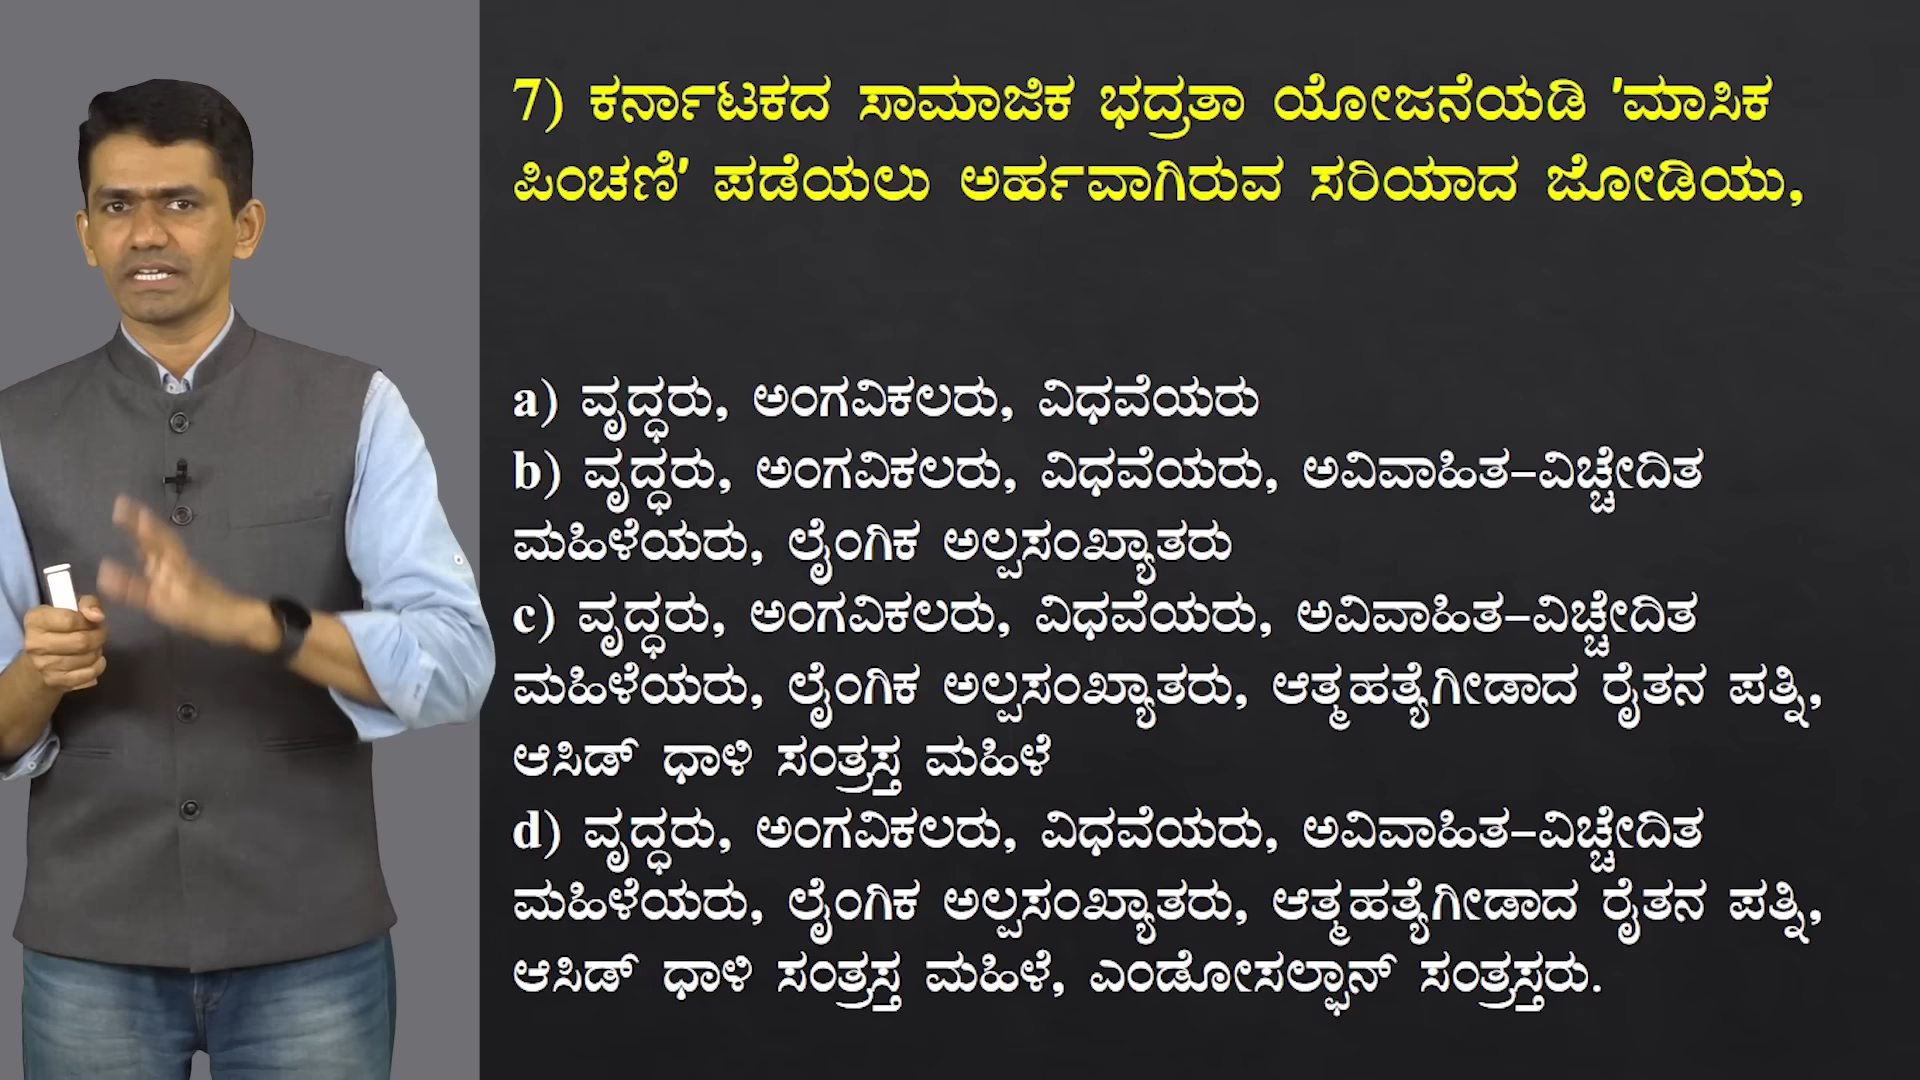 7) ಕರ್ನಾಟಕದ ಸಾಮಾಜಿಕ ಭದ್ರತಾ ಯೋಜನೆಯಡಿ 'ಮಾಸಿಕ
ಪಿಂಚಣಿ' ಪಡೆಯಲು ಅರ್ಹವಾಗಿರುವ ಸರಿಯಾದ ಜೋಡಿಯು,
a) ವೃದ್ಧರು, ಅಂಗವಿಕಲರು, ವಿಧವೆಯರು
b) ವೃದ್ಧರು, ಅಂಗವಿಕಲರು, ವಿಧವೆಯರು, ಅವಿವಾಹಿತ-ವಿಚ್ಛೇದಿತ
ಮಹಿಳೆಯರು, ಲೈಂಗಿಕ ಅಲ್ಪಸಂಖ್ಯಾತರು
c) ವೃದ್ಧರು, ಅಂಗವಿಕಲರು, ವಿಧವೆಯರು, ಅವಿವಾಹಿತ-ವಿಚ್ಛೇದಿತ
ಮಹಿಳೆಯರು, ಲೈಂಗಿಕ ಅಲ್ಪಸಂಖ್ಯಾತರು, ಆತ್ಮಹತ್ಯೆಗೀಡಾದ ರೈತನ ಪತ್ನಿ,
ಆಸಿಡ್ ಧಾಳಿ ಸಂತ್ರಸ್ತ ಮಹಿಳೆ
d) ವೃದ್ಧರು, ಅಂಗವಿಕಲರು, ವಿಧವೆಯರು, ಅವಿವಾಹಿತ-ವಿಚ್ಛೇದಿತ
ಮಹಿಳೆಯರು, ಲೈಂಗಿಕ ಅಲ್ಪಸಂಖ್ಯಾತರು, ಆತ್ಮಹತ್ಯೆಗೀಡಾದ ರೈತನ ಪತ್ನಿ,
ಆಸಿಡ್ ಧಾಳಿ ಸಂತ್ರಸ್ತ ಮಹಿಳೆ, ಎಂಡೋಸಲ್ಫಾನ್ ಸಂತ್ರಸ್ತರು.